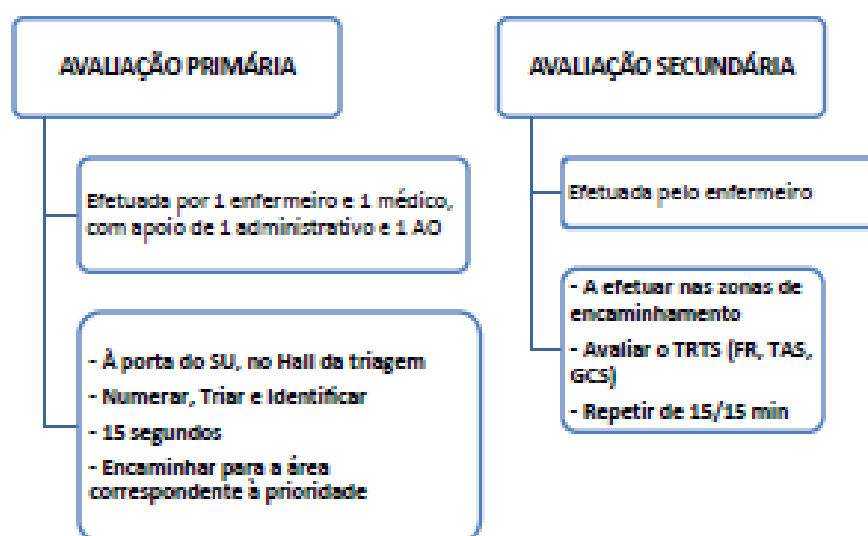 AVALIAÇÃO PRIMÁRIA
Efetuada por 1 enfermeiro e 1 médico,
com apoio de 1 administrativo e 1 AO
- À porta do SU, no Hall da triagem
- Numerar, Triar e Identificar
- 15 segundos
- Encaminhar para a área
correspondente à prioridade
AVALIAÇÃO SECUNDÁRIA
Efetuada pelo enfermeiro
- A efetuar nas zonas de
encaminhamento
- Avaliar o TRTS (FR, TAS,
GCS)
- Repetir de 15/15 min